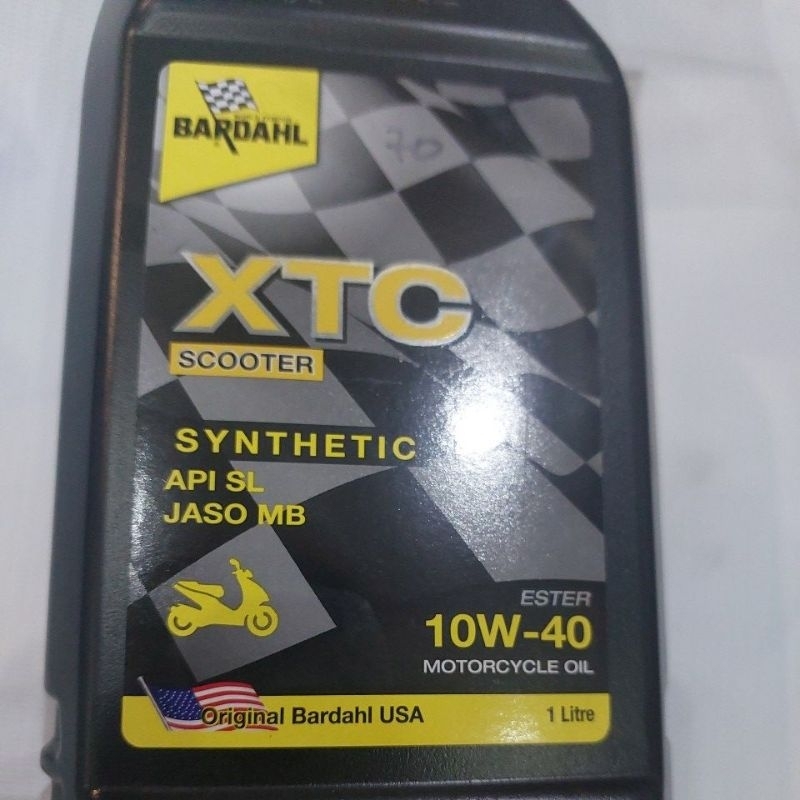 BARDAHL
70
XTC
SCOOTER
SYNTHETIC
API SL
JASO MB
ESTER
10W-40
MOTORCYCLE OIL
Original Bardahl USA
1 Litre